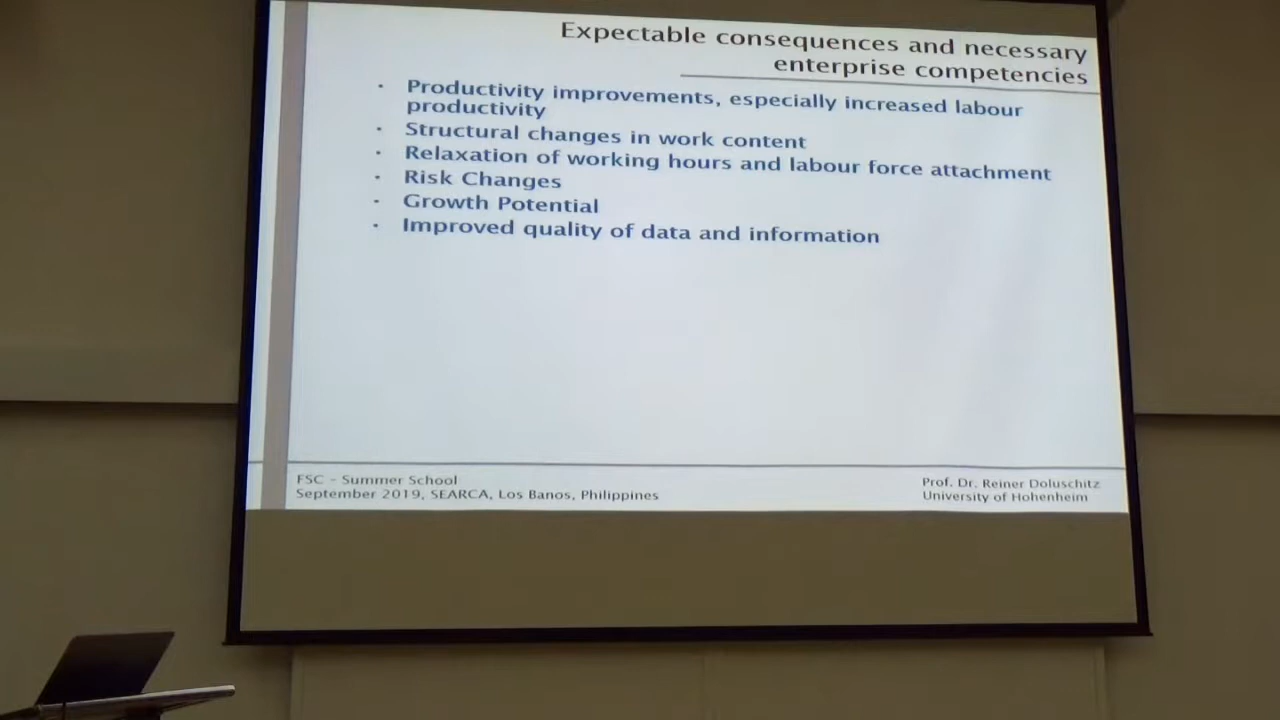 Expectable consequences and necessary
enterprise competencies
• Productivity improvements, especially increased labour
productivity
• Structural changes in work content
• Relaxation of working hours and labour force attachment
• Risk Changes
• Growth Potential
• Improved quality of data and information
FSC - Summer School
September 2019, SEARCA, Los Banos, Philippines
Prof. Dr. Reiner Doluschitz
University of Hohenheim